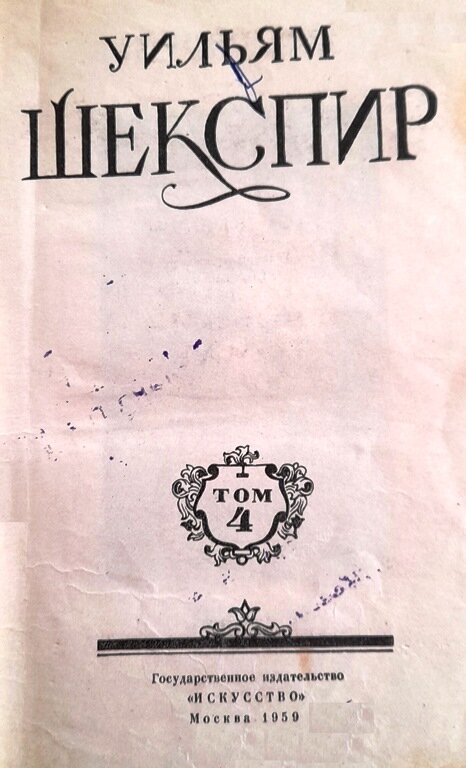 УИЛЬЯМ
ШЕКСПИР
ТОМ
4
Государственное издательство
«ИСКУССТВО»
Москва 1959